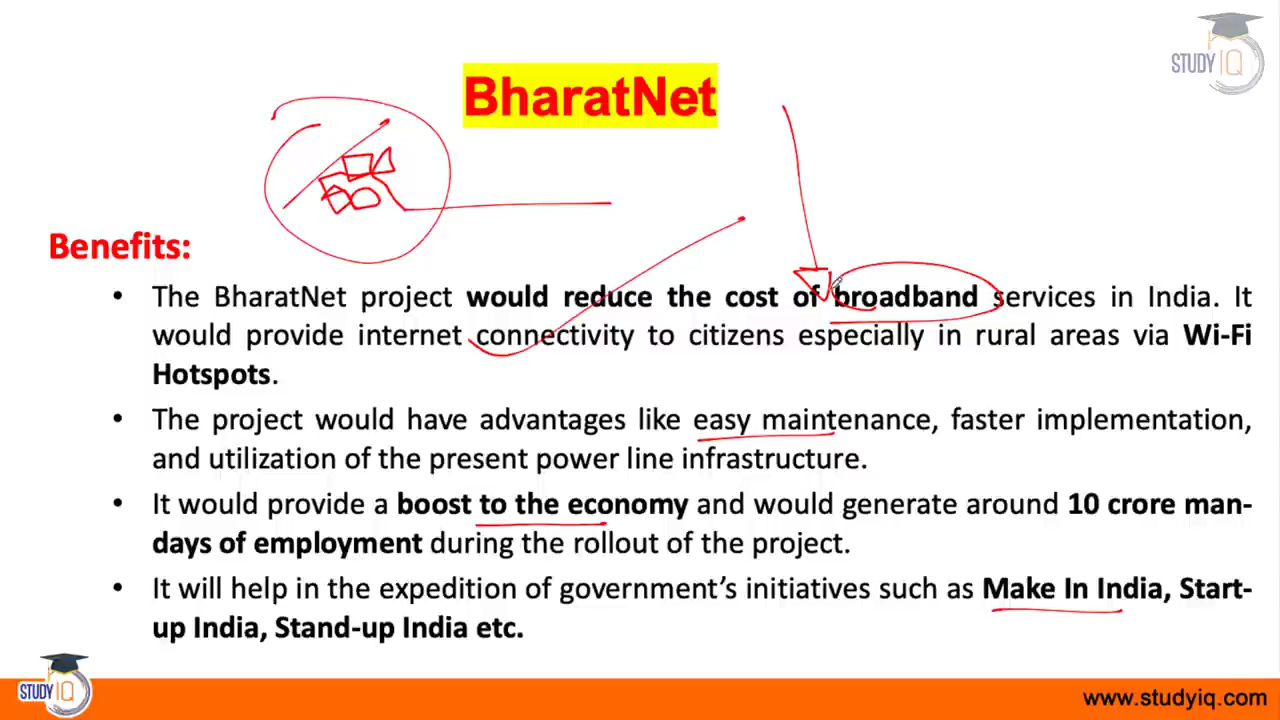 STUDY IQ
BharatNet
Benefits:
• The BharatNet project would reduce the cost of broadband services in India. It
would provide internet connectivity to citizens especially in rural areas via Wi-Fi
Hotspots.
• The project would have advantages like easy maintenance, faster implementation,
and utilization of the present power line infrastructure.
• It would provide a boost to the economy and would generate around 10 crore man-
days of employment during the rollout of the project.
• It will help in the expedition of government’s initiatives such as Make In India, Start-
up India, Stand-up India etc.
STUDY IQ
www.studyiq.com